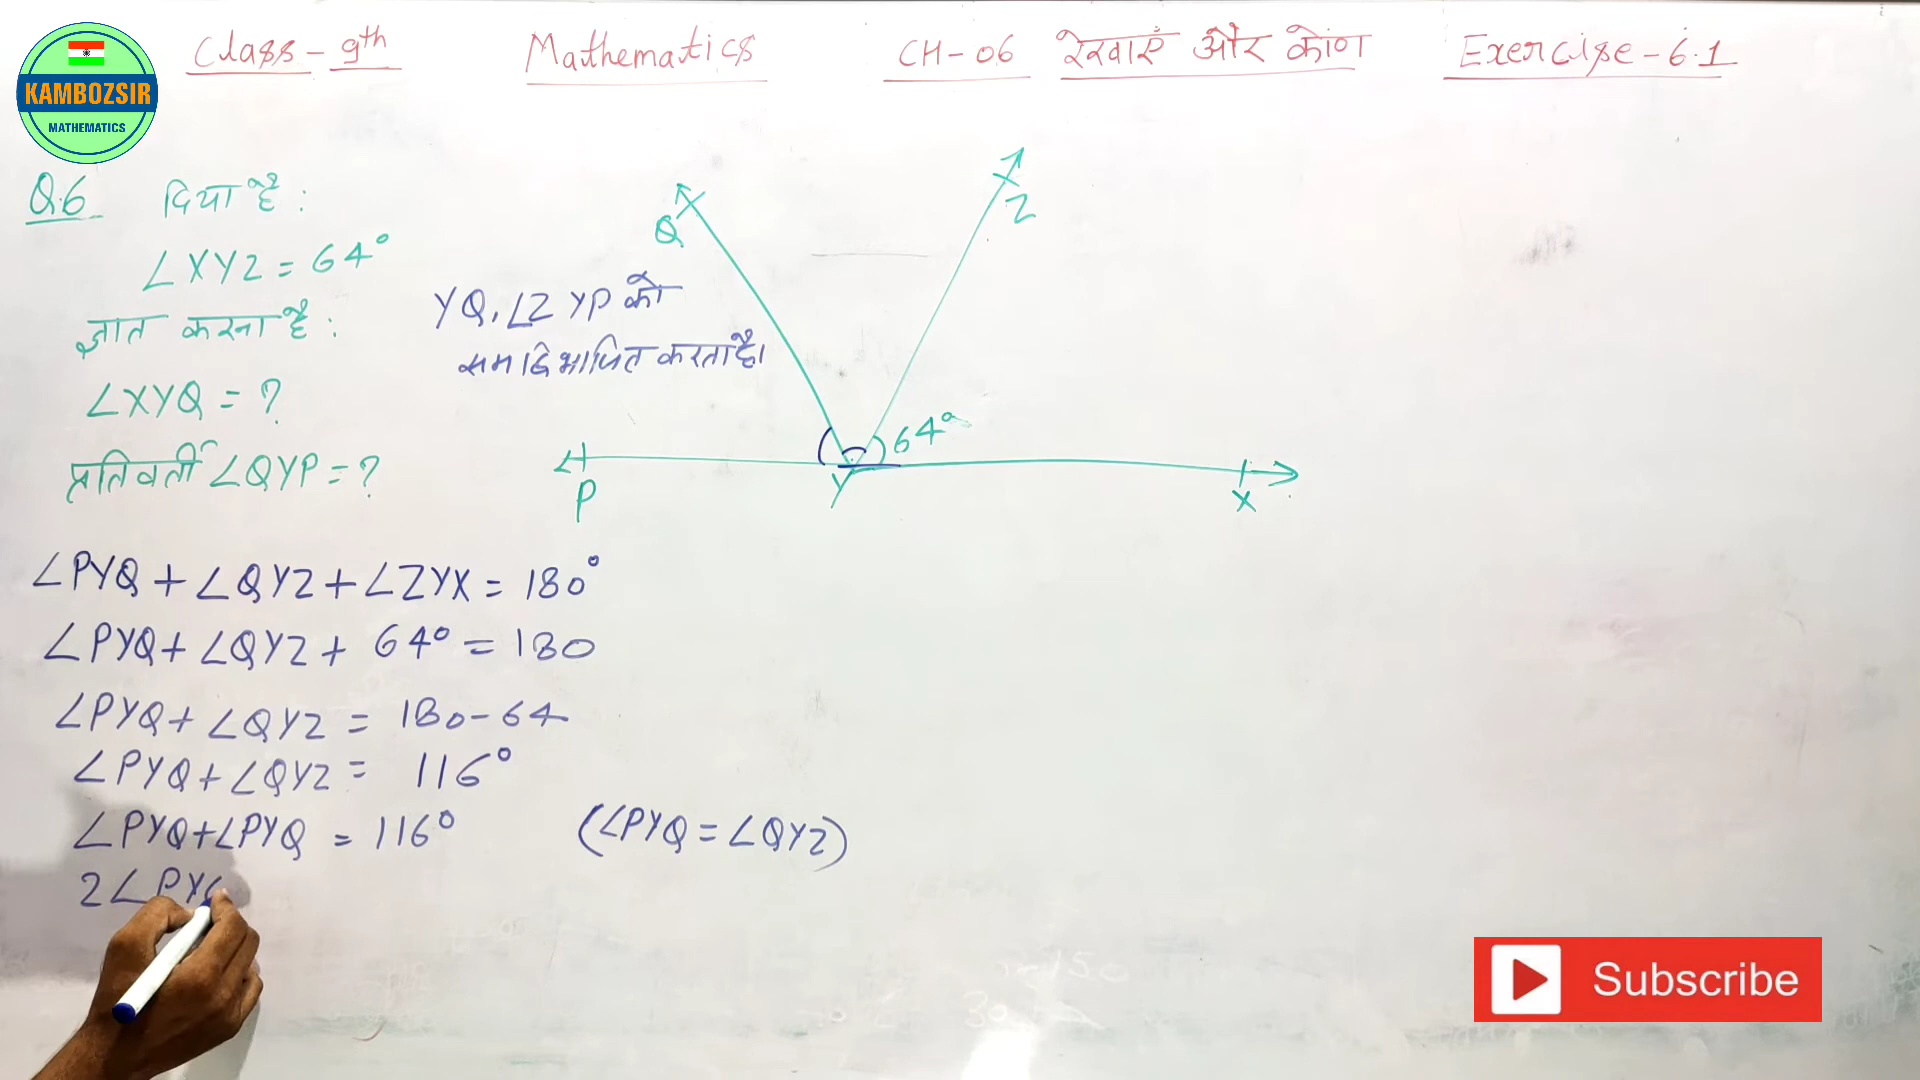 Class - 9th Mathematics CH-06 रेखाएँ और कोण Exercise-6.1
KAMBOZSIR
MATHEMATICS
Q.6 दिया है :
∠XYZ = 64°
ज्ञात करना है :
∠XYQ = ?
प्रतिवर्ती ∠QYP = ?
YQ, ∠ZYP को
समद्विभाजित करता है।
Q
Z
64°
P
Y
X
∠PYQ + ∠QYZ + ∠ZYX = 180°
∠PYQ + ∠QYZ + 64° = 180
∠PYQ + ∠QYZ = 180 - 64
∠PYQ + ∠QYZ = 116°
∠PYQ + ∠PYQ = 116° (∠PYQ = ∠QYZ)
2∠PYQ
Subscribe